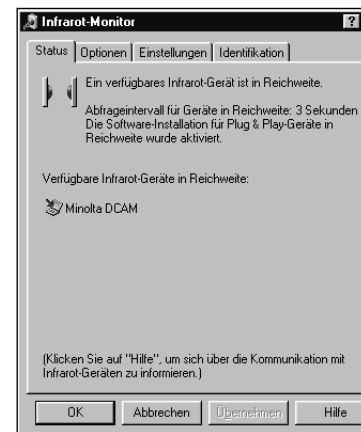 Infrarot-Monitor
?
Status Optionen Einstellungen Identifikation
Ein verfügbares Infrarot-Gerät ist in Reichweite.
Abfrageintervall für Geräte in Reichweite: 3 Sekunden
Die Software-Installation für Plug & Play-Geräte in
Reichweite wurde aktiviert.
Verfügbare Infrarot-Geräte in Reichweite:
Minolta DCAM
(Klicken Sie auf "Hilfe", um sich über die Kommunikation mit
Infrarot-Geräten zu informieren.)
OK Abbrechen Übernehmen Hilfe